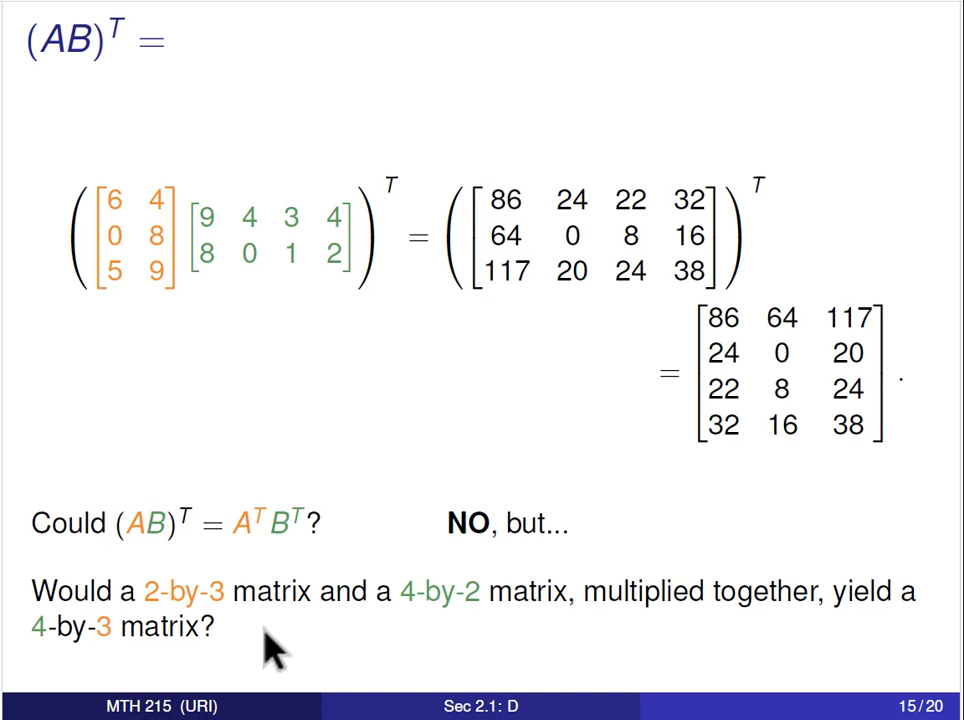 (AB)ᵀ =
([6 4; 0 8; 5 9] [9 4 3 4; 8 0 1 2])ᵀ = ([86 24 22 32; 64 0 8 16; 117 20 24 38])ᵀ
= [86 64 117; 24 0 20; 22 8 24; 32 16 38].
Could (AB)ᵀ = AᵀBᵀ? NO, but...
Would a 2-by-3 matrix and a 4-by-2 matrix, multiplied together, yield a
4-by-3 matrix?
MTH 215 (URI) Sec 2.1: D 15/20